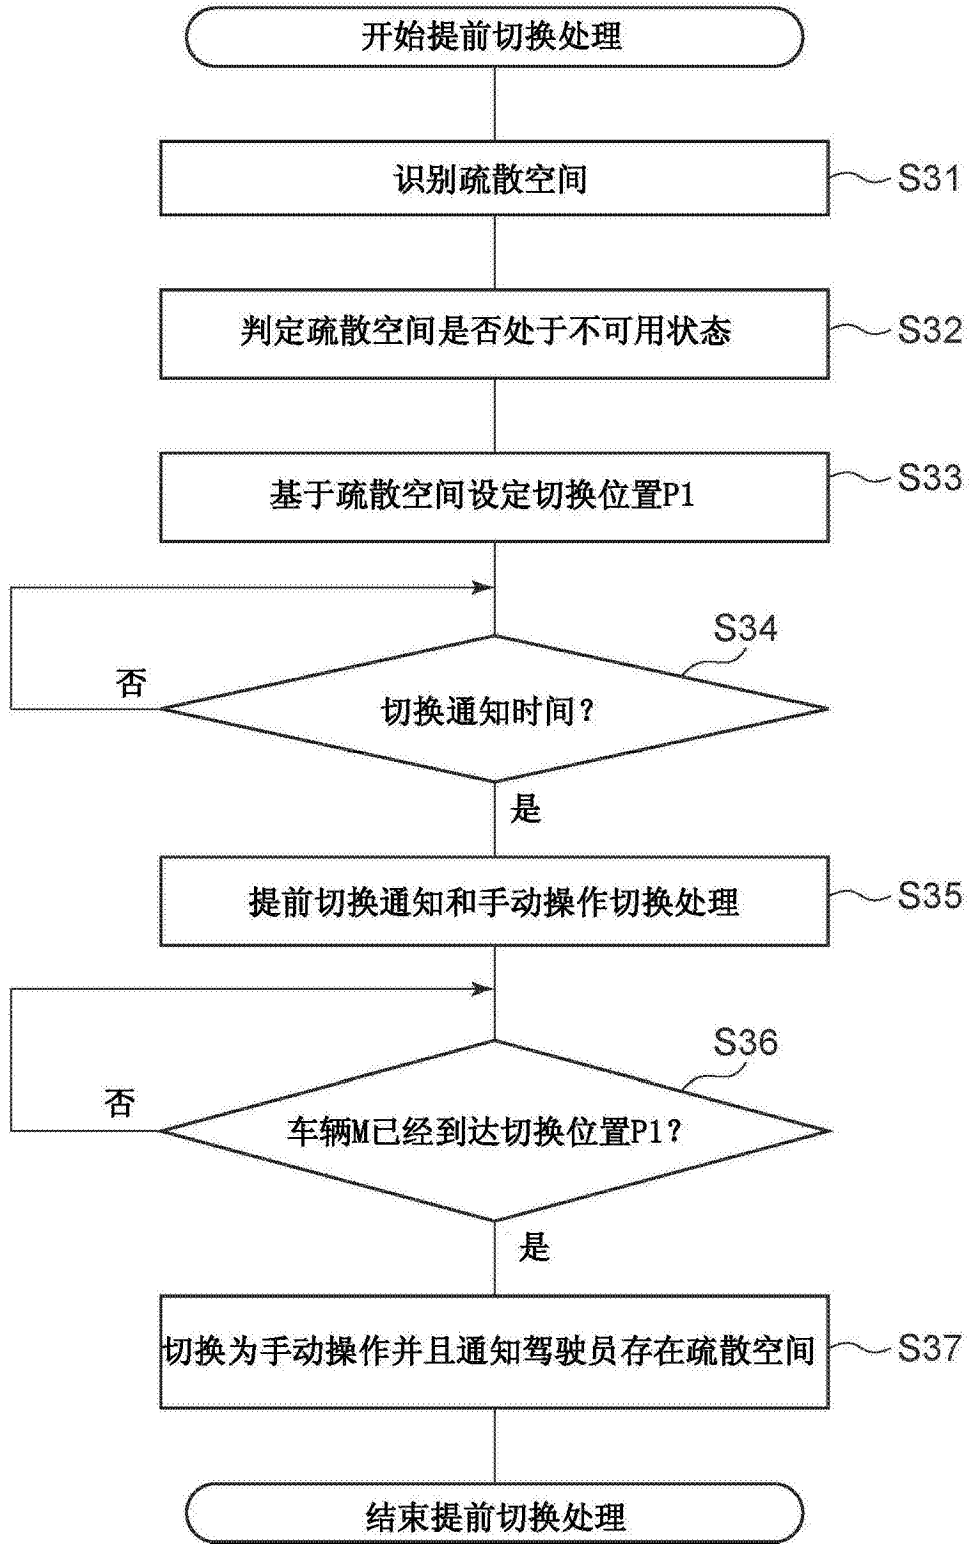 开始提前切换处理
识别疏散空间
S31
判定疏散空间是否处于不可用状态
S32
基于疏散空间设定切换位置P1
S33
S34
否
切换通知时间？
是
提前切换通知和手动操作切换处理
S35
S36
否
车辆M已经到达切换位置P1？
是
切换为手动操作并且通知驾驶员存在疏散空间
S37
结束提前切换处理